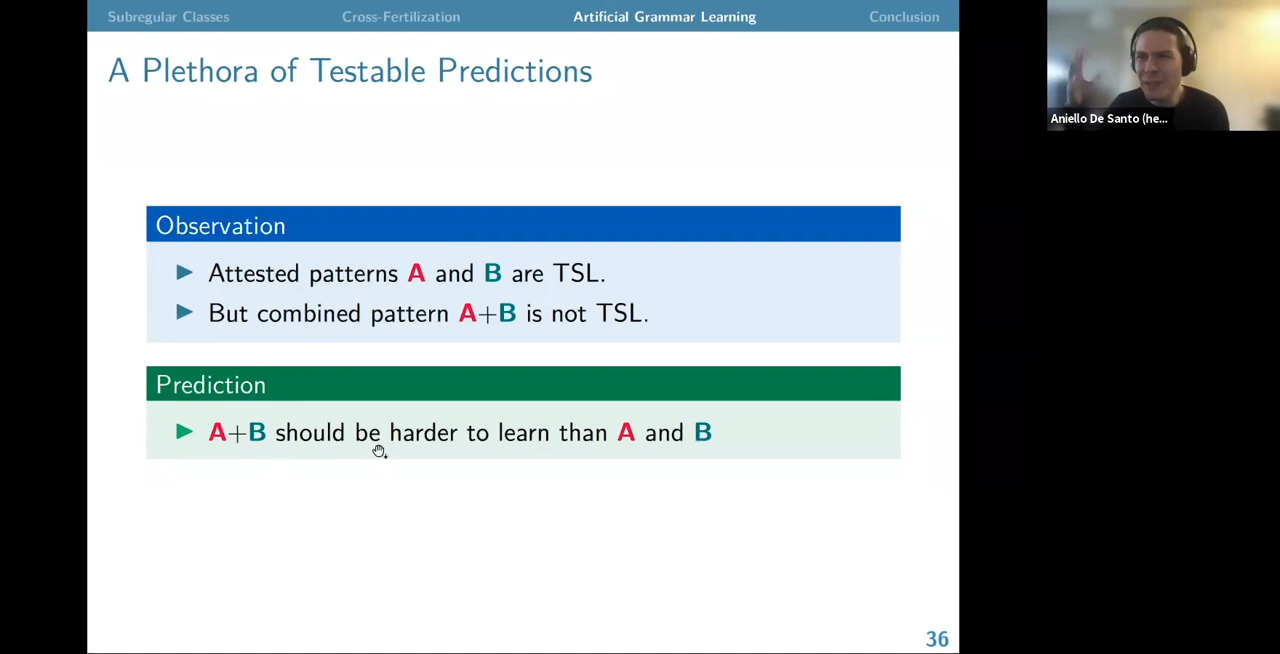 Subregular Classes Cross-Fertilization Artificial Grammar Learning Conclusion
A Plethora of Testable Predictions
Observation
▶ Attested patterns A and B are TSL.
▶ But combined pattern A+B is not TSL.
Prediction
▶ A+B should be harder to learn than A and B
36
Aniello De Santo (he...